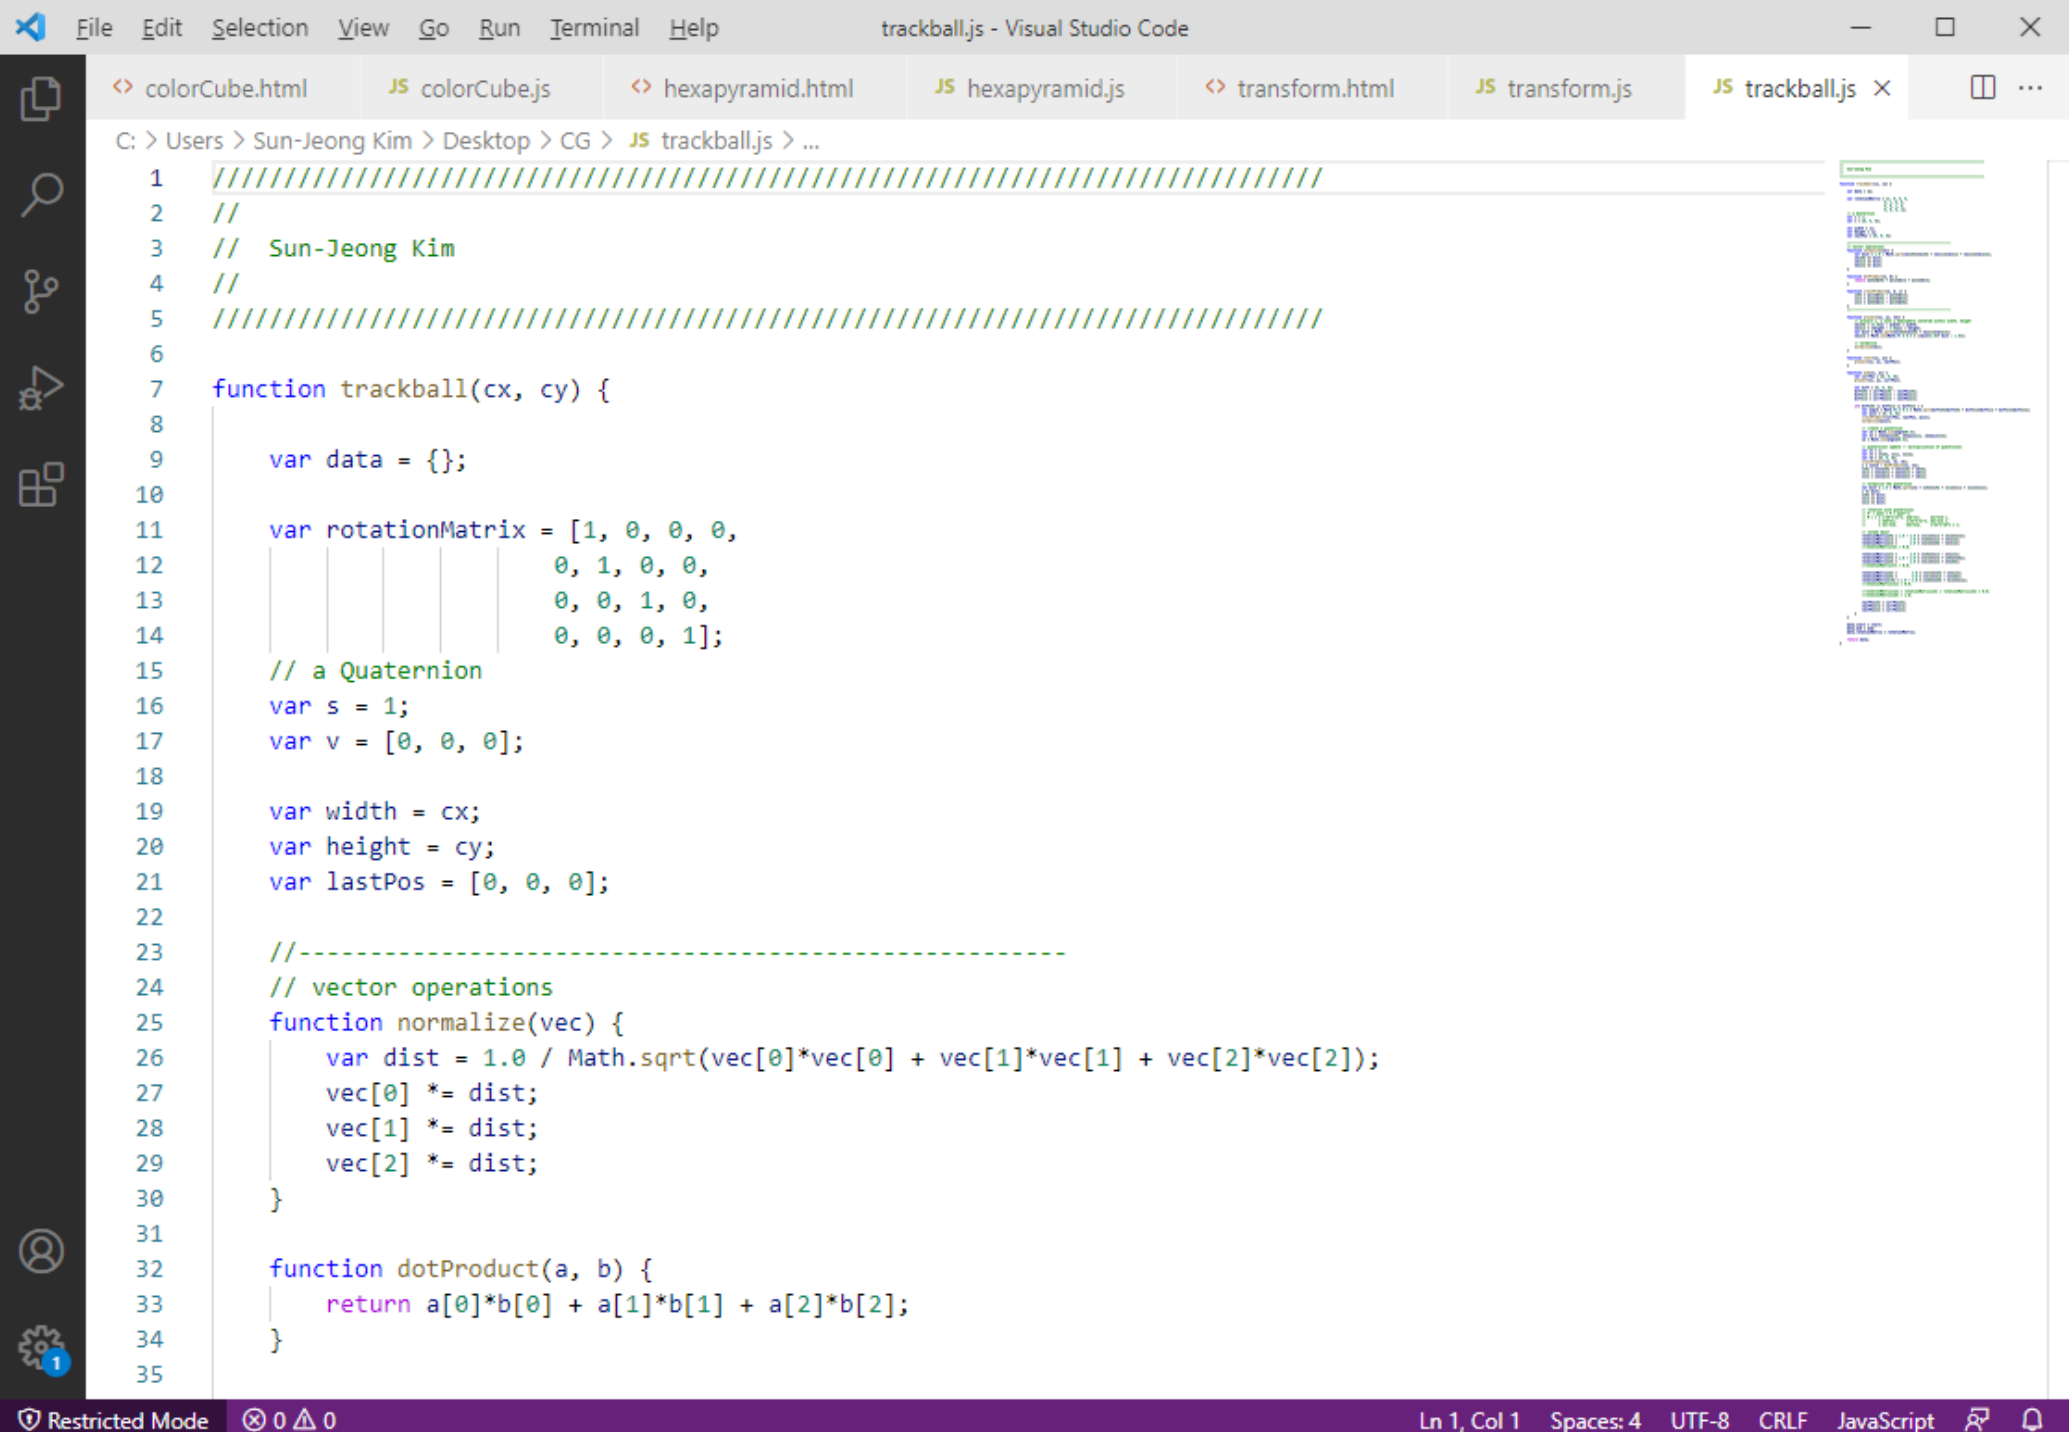 File Edit Selection View Go Run Terminal Help trackball.js - Visual Studio Code
colorCube.html JS colorCube.js hexapyramid.html JS hexapyramid.js transform.html JS transform.js JS trackball.js
C: > Users > Sun-Jeong Kim > Desktop > CG > JS trackball.js > ...
1 //////////////////////////////////////////////////////////////////////////////
2 //
3 //  Sun-Jeong Kim
4 //
5 //////////////////////////////////////////////////////////////////////////////
6
7 function trackball(cx, cy) {
8
9     var data = {};
10
11     var rotationMatrix = [1, 0, 0, 0,
12                         0, 1, 0, 0,
13                         0, 0, 1, 0,
14                         0, 0, 0, 1];
15     // a Quaternion
16     var s = 1;
17     var v = [0, 0, 0];
18
19     var width = cx;
20     var height = cy;
21     var lastPos = [0, 0, 0];
22
23     //------------------------------------------------------
24     // vector operations
25     function normalize(vec) {
26         var dist = 1.0 / Math.sqrt(vec[0]*vec[0] + vec[1]*vec[1] + vec[2]*vec[2]);
27         vec[0] *= dist;
28         vec[1] *= dist;
29         vec[2] *= dist;
30     }
31
32     function dotProduct(a, b) {
33         return a[0]*b[0] + a[1]*b[1] + a[2]*b[2];
34     }
35
1
Restricted Mode 0 0 Ln 1, Col 1 Spaces: 4 UTF-8 CRLF JavaScript